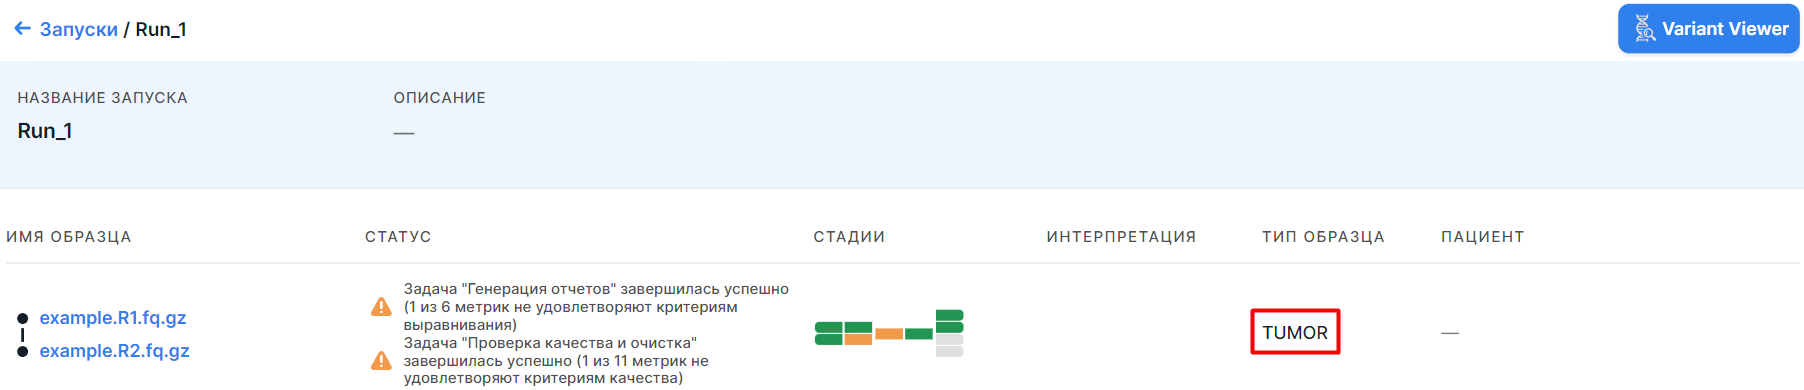 ← Запуски / Run_1
Variant Viewer
НАЗВАНИЕ ЗАПУСКА
ОПИСАНИЕ
Run_1
—
ИМЯ ОБРАЗЦА
СТАТУС
СТАДИИ
ИНТЕРПРЕТАЦИЯ
ТИП ОБРАЗЦА
ПАЦИЕНТ
example.R1.fq.gz
example.R2.fq.gz
Задача "Генерация отчетов" завершилась успешно
(1 из 6 метрик не удовлетворяют критериям
выравнивания)
Задача "Проверка качества и очистка"
завершилась успешно (1 из 11 метрик не
удовлетворяют критериям качества)
TUMOR
—